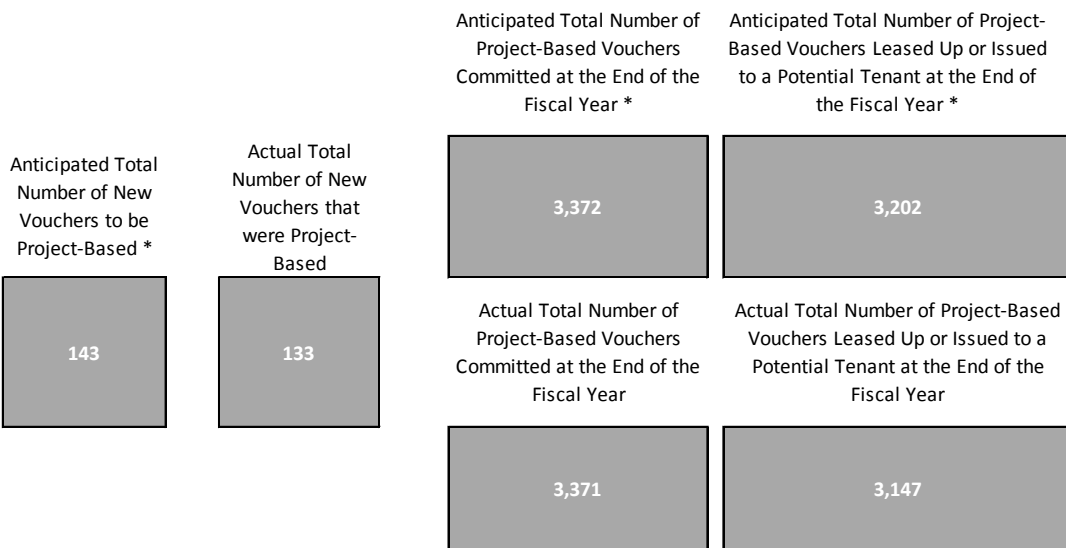 Anticipated Total
Number of New
Vouchers to be
Project-Based *
143
Actual Total
Number of New
Vouchers that
were Project-
Based
133
Anticipated Total Number of
Project-Based Vouchers
Committed at the End of the
Fiscal Year *
3,372
Anticipated Total Number of Project-
Based Vouchers Leased Up or Issued
to a Potential Tenant at the End of
the Fiscal Year *
3,202
Actual Total Number of
Project-Based Vouchers
Committed at the End of the
Fiscal Year
3,371
Actual Total Number of Project-Based
Vouchers Leased Up or Issued to a
Potential Tenant at the End of the
Fiscal Year
3,147